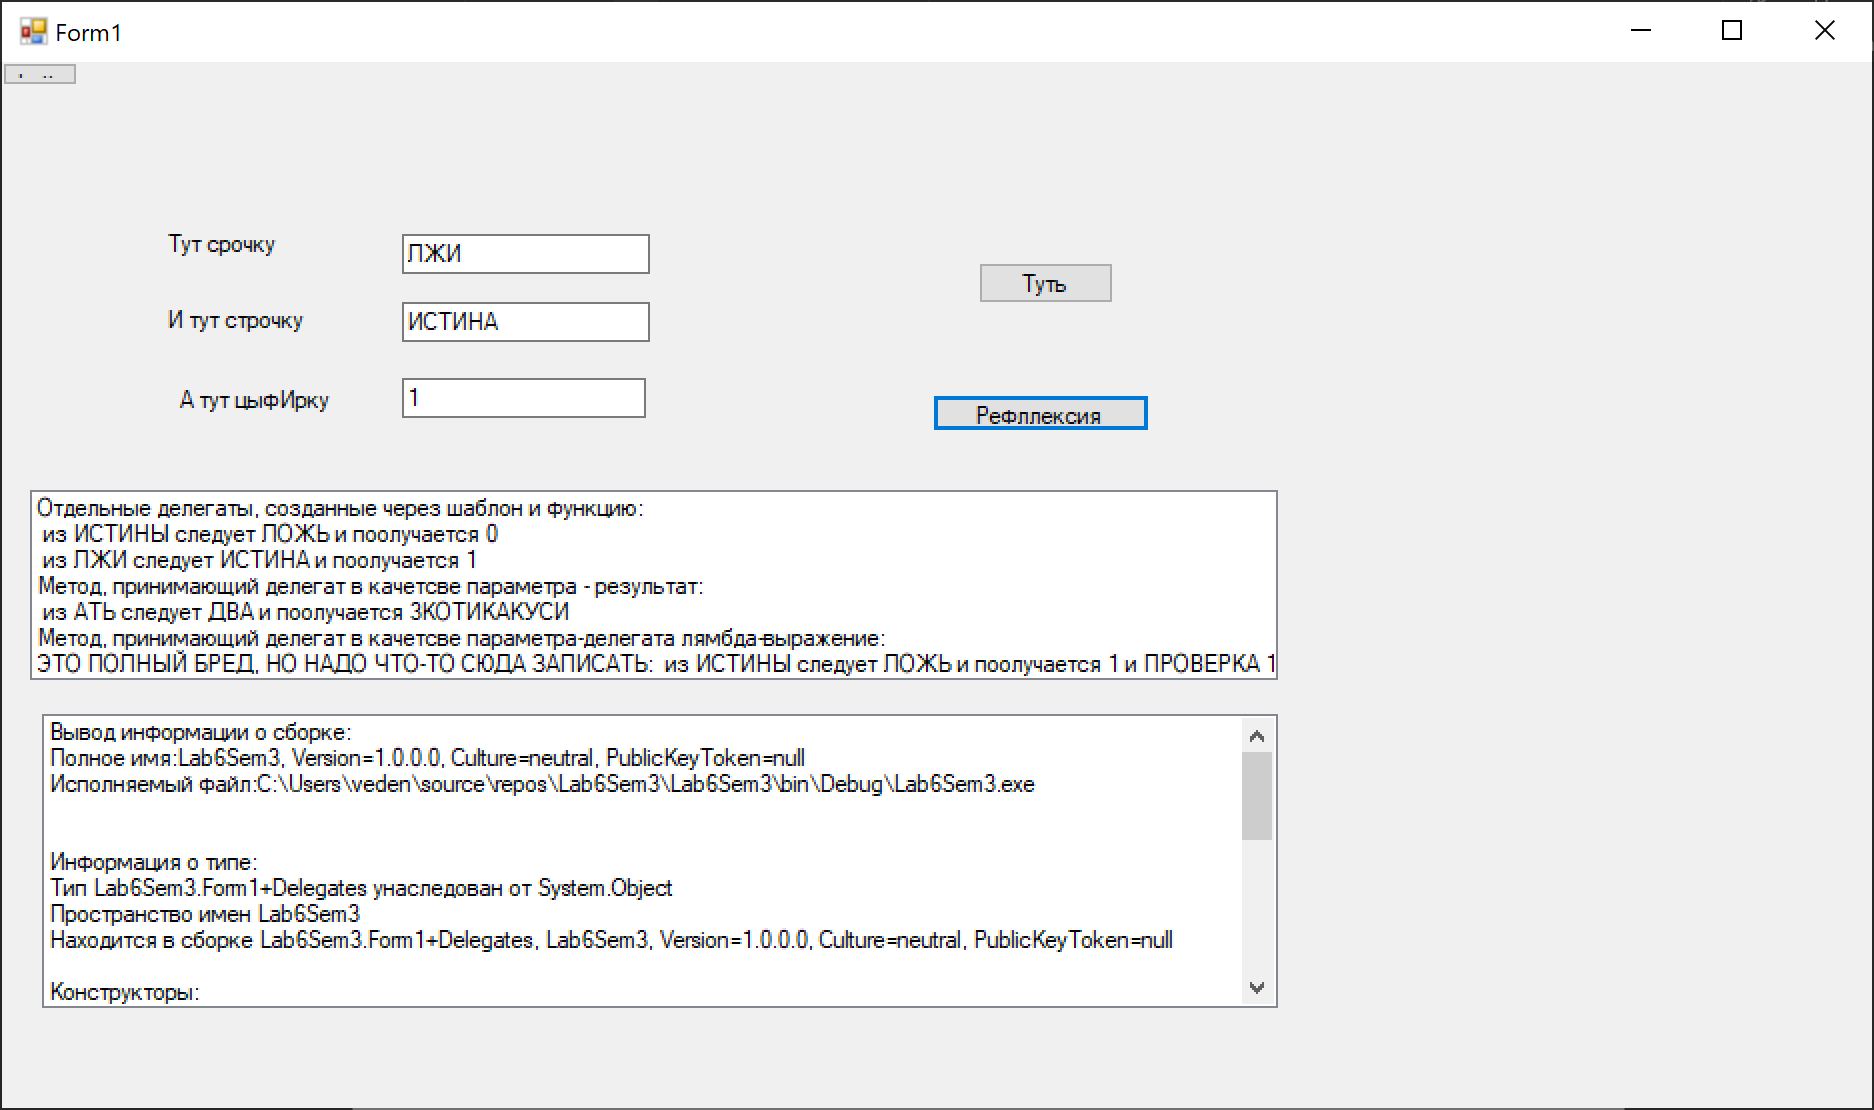 Form1
Тут срочку
ЛЖИ
И тут строчку
ИСТИНА
А тут цыфИрку
1
Туть
Рефллексия
Отдельные делегаты, созданные через шаблон и функцию:
из ИСТИНЫ следует ЛОЖЬ и поолучается 0
из ЛЖИ следует ИСТИНА и поолучается 1
Метод, принимающий делегат в качетсве параметра - результат:
из АТЬ следует ДВА и поолучается 3КОТИКАКУСИ
Метод, принимающий делегат в качетсве параметра-делегата лямбда-выражение:
ЭТО ПОЛНЫЙ БРЕД, НО НАДО ЧТО-ТО СЮДА ЗАПИСАТЬ: из ИСТИНЫ следует ЛОЖЬ и поолучается 1 и ПРОВЕРКА 1
Вывод информации о сборке:
Полное имя:Lab6Sem3, Version=1.0.0.0, Culture=neutral, PublicKeyToken=null
Исполняемый файл:C:\Users\veden\source\repos\Lab6Sem3\Lab6Sem3\bin\Debug\Lab6Sem3.exe
Информация о типе:
Тип Lab6Sem3.Form1+Delegates унаследован от System.Object
Пространство имен Lab6Sem3
Находится в сборке Lab6Sem3.Form1+Delegates, Lab6Sem3, Version=1.0.0.0, Culture=neutral, PublicKeyToken=null
Конструкторы: